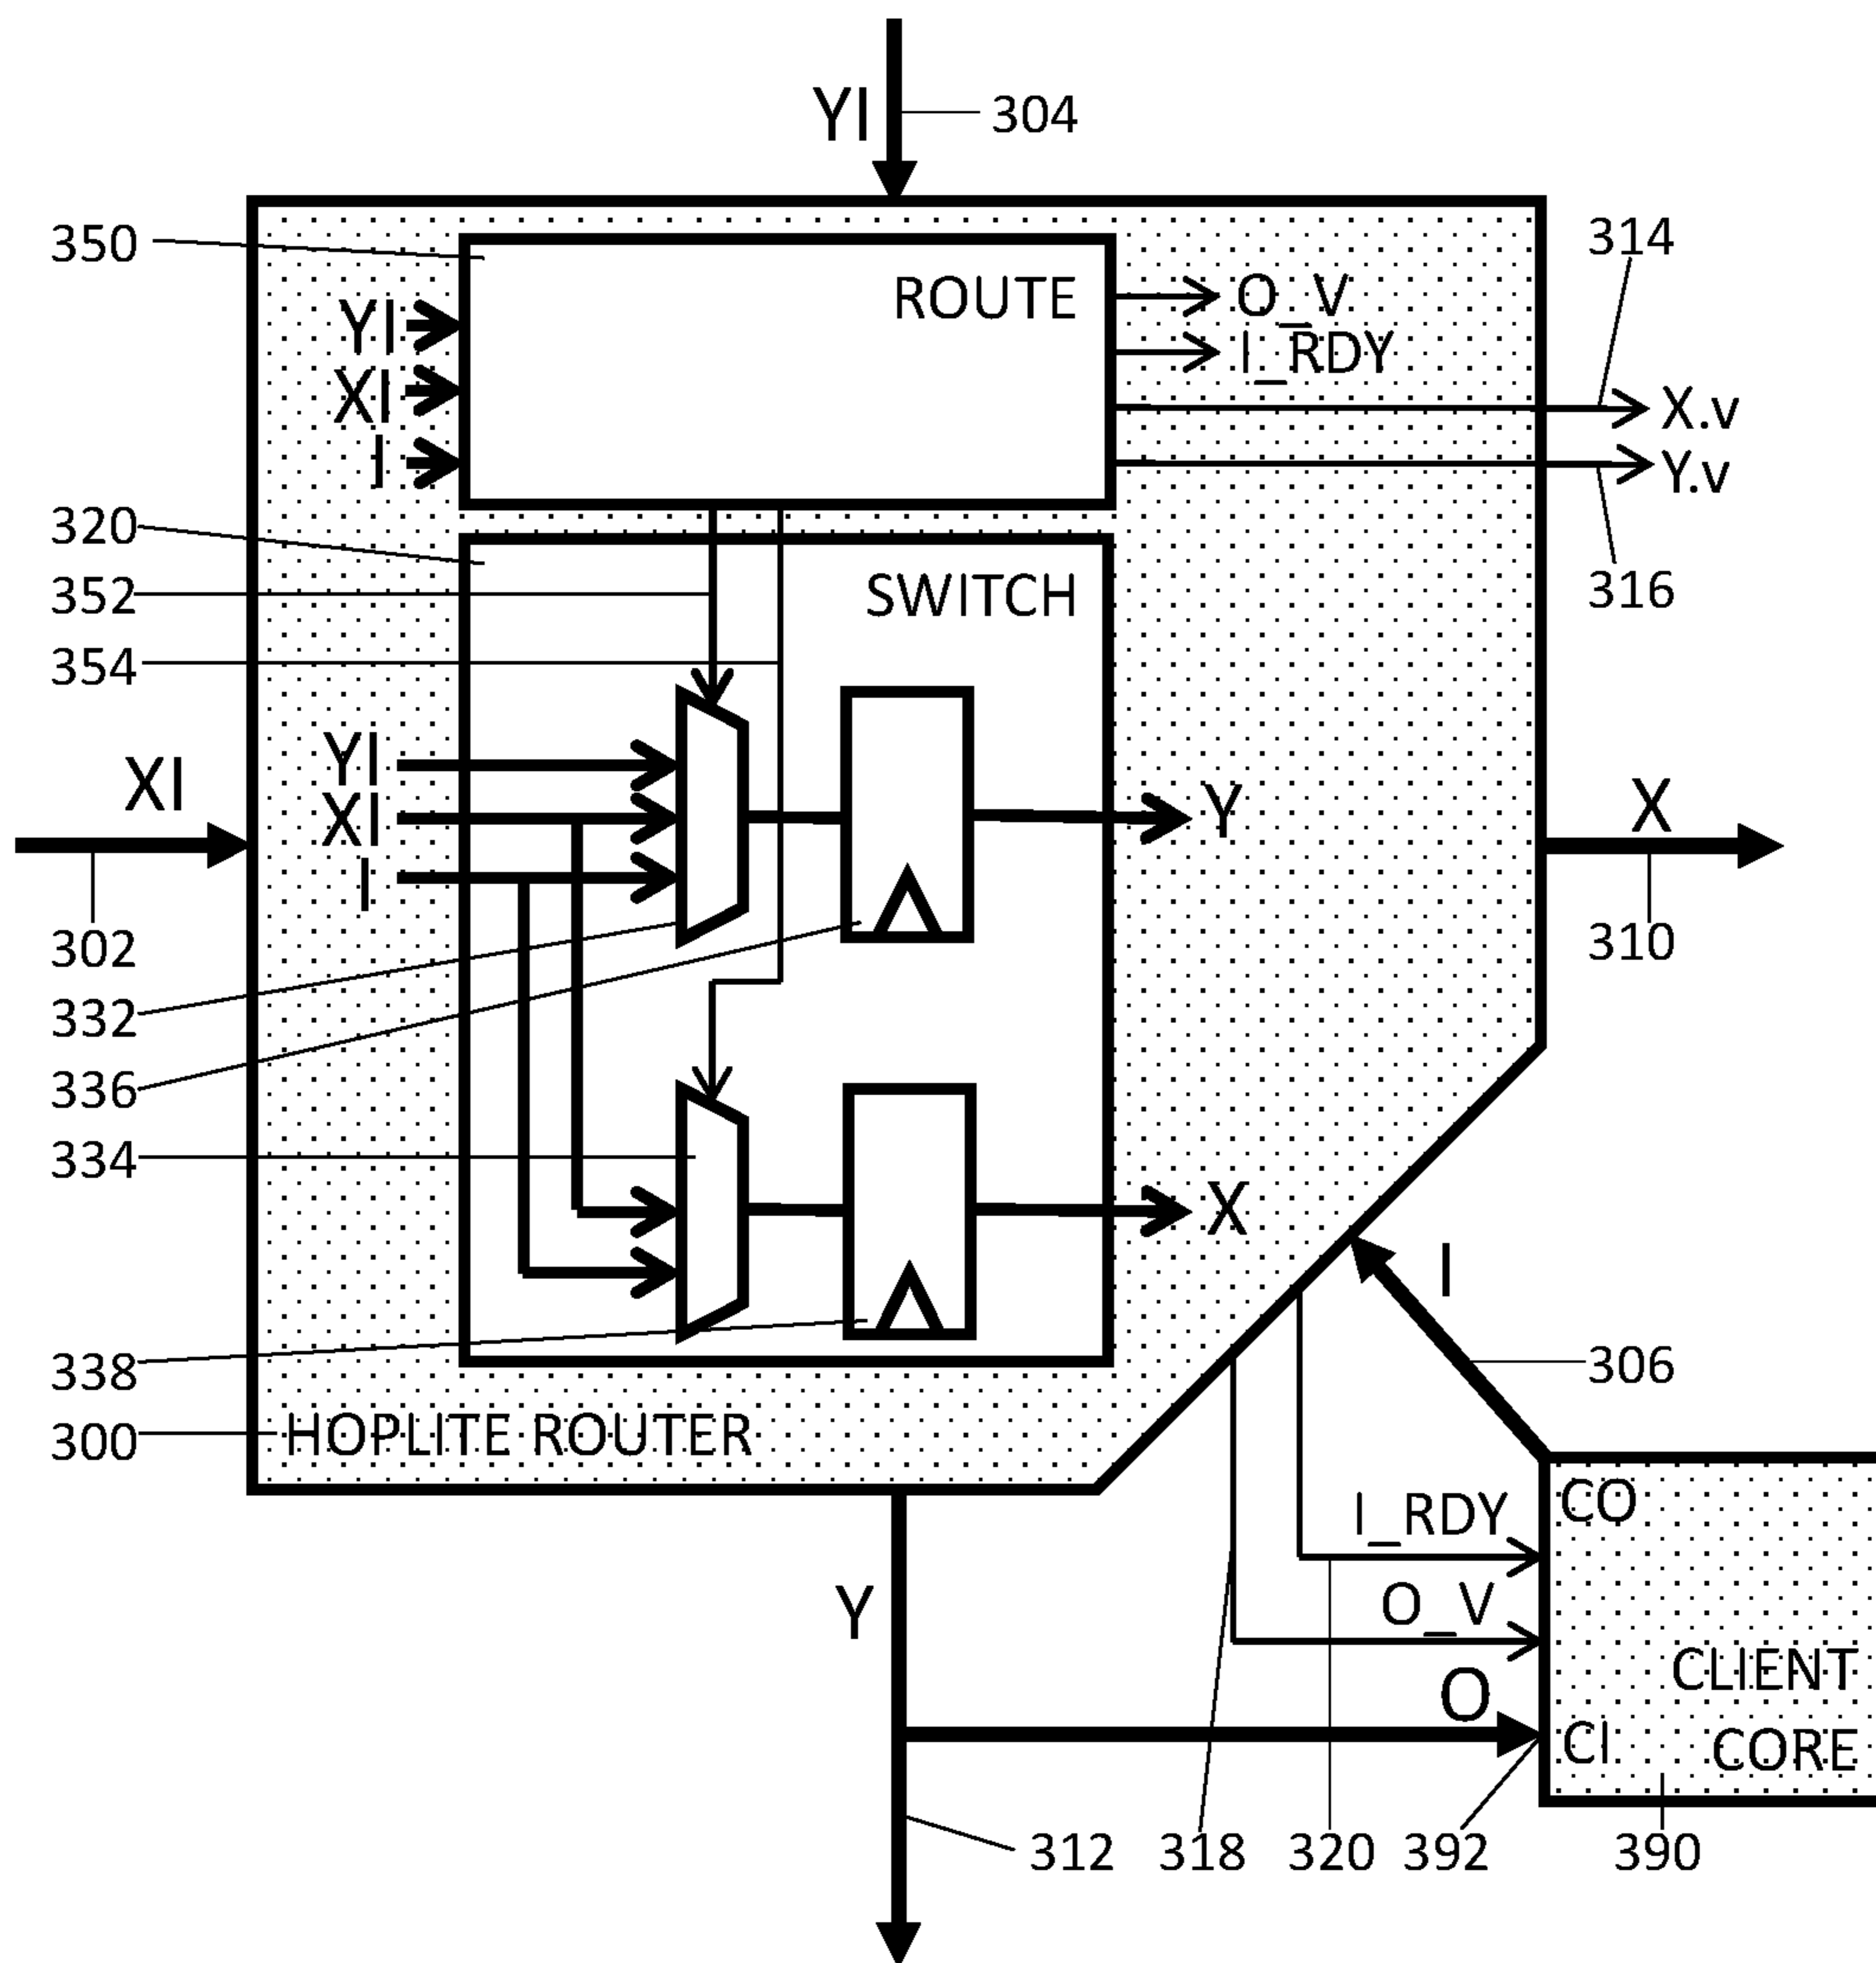 YI
304
350
314
ROUTE
O_V
YI
I_RDY
XI
X.v
I
Y.v
320
352
SWITCH
316
354
YI
XI
XI
Y
X
I
302
310
332
336
334
X
I
338
306
300
HOPLITE ROUTER
CO
I_RDY
Y
O_V
CLIENT
O
CI
CORE
312
318
320
392
390